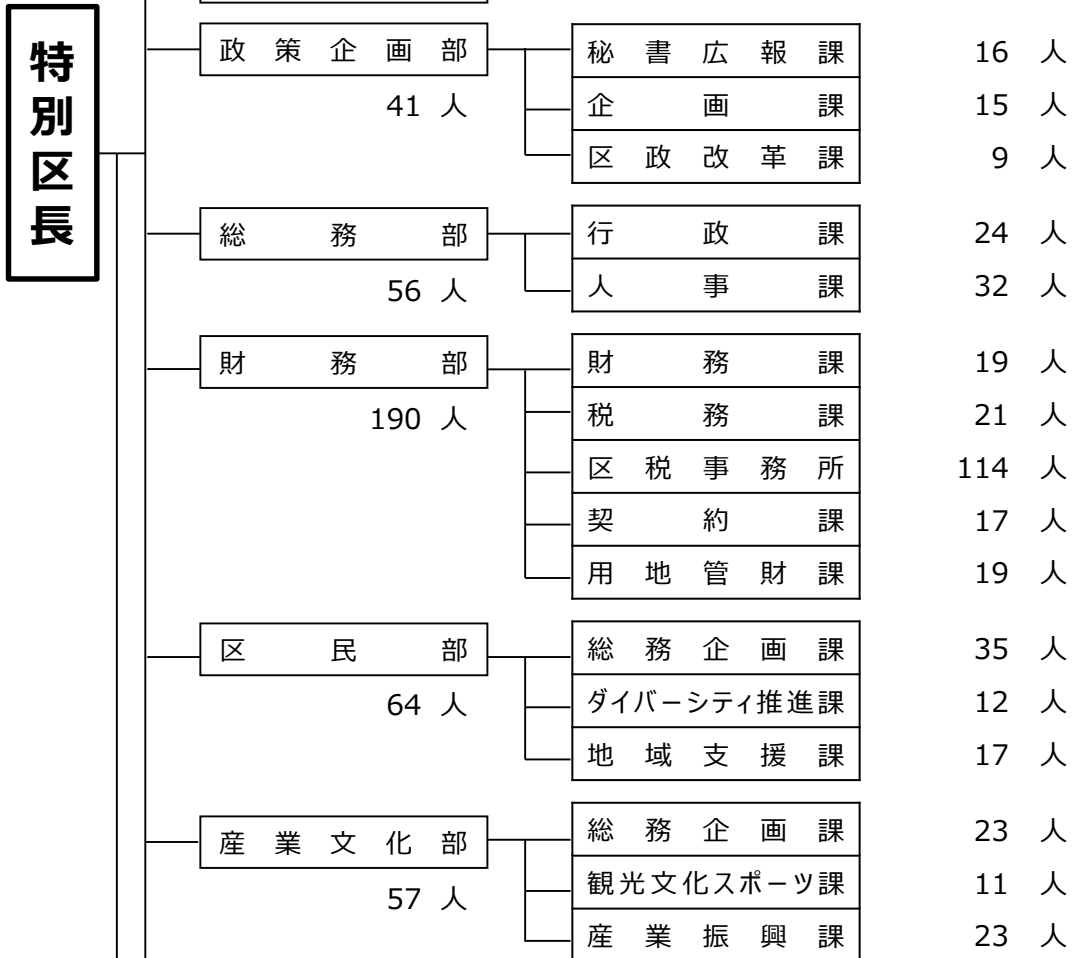 特別区長
政策企画部
41 人
秘書広報課 16 人
企画課 15 人
区政改革課 9 人
総務部
56 人
行政課 24 人
人事課 32 人
財務部
190 人
財務課 19 人
税務課 21 人
区税事務所 114 人
契約課 17 人
用地管財課 19 人
区民部
64 人
総務企画課 35 人
ダイバーシティ推進課 12 人
地域支援課 17 人
産業文化部
57 人
総務企画課 23 人
観光文化スポーツ課 11 人
産業振興課 23 人